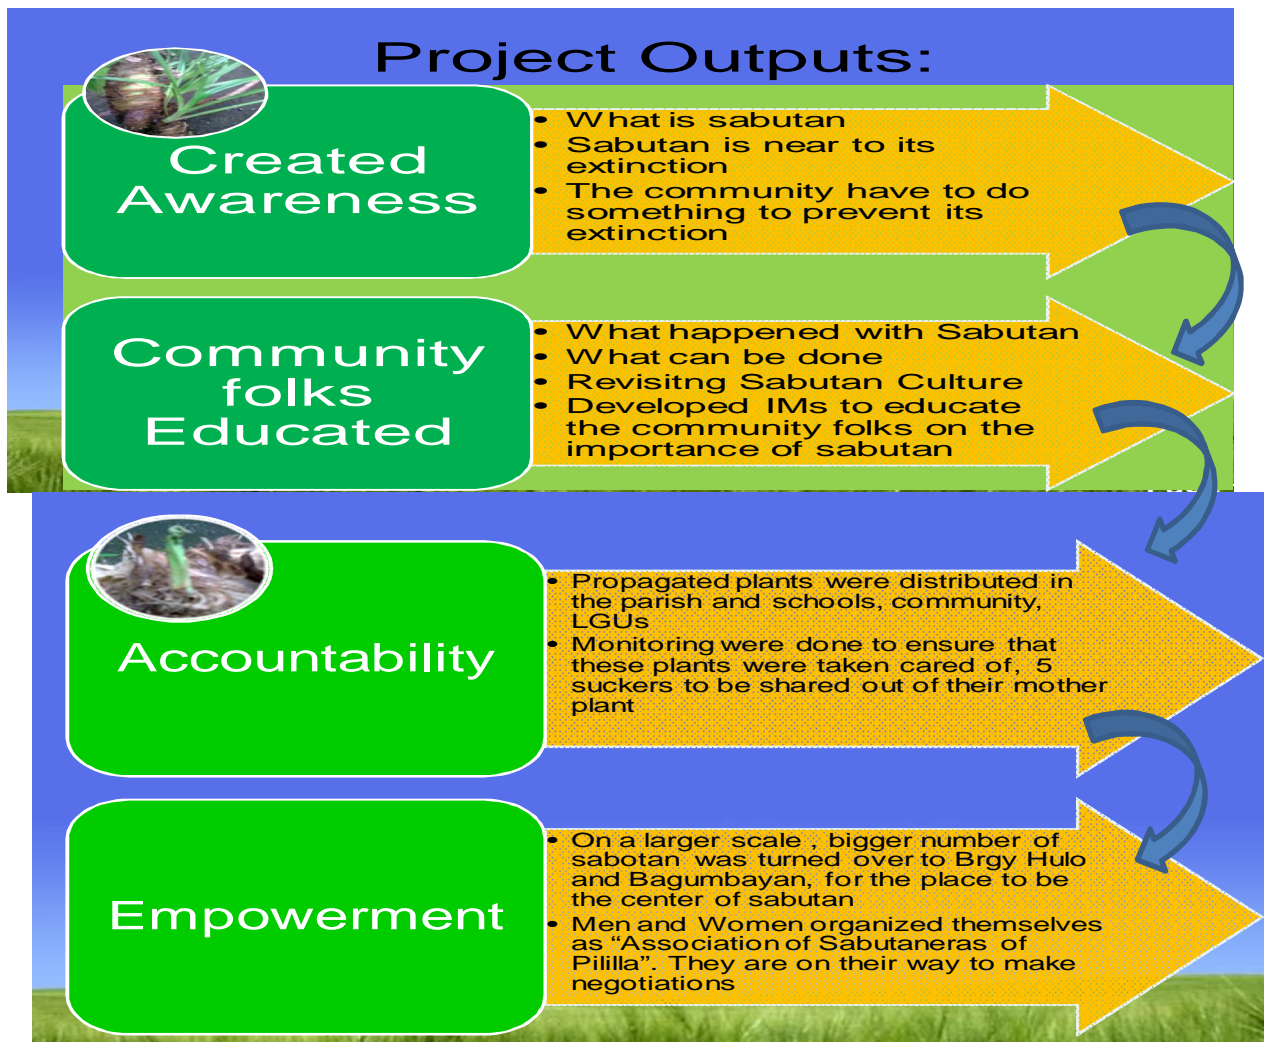 Project Outputs:
Created
Awareness
• What is sabutan
• Sabutan is near to its
extinction
• The community have to do
something to prevent its
extinction
Community
folks
Educated
• What happened with Sabutan
• What can be done
• Revisitng Sabutan Culture
• Developed IMs to educate
the community folks on the
importance of sabutan
Accountability
• Propagated plants were distributed in
the parish and schools, community,
LGUs
• Monitoring were done to ensure that
these plants were taken cared of, 5
suckers to be shared out of their mother
plant
Empowerment
• On a larger scale , bigger number of
sabotan was turned over to Brgy Hulo
and Bagumbayan, for the place to be
the center of sabutan
• Men and Women organized themselves
as “Association of Sabutaneras of
Pililla”. They are on their way to make
negotiations